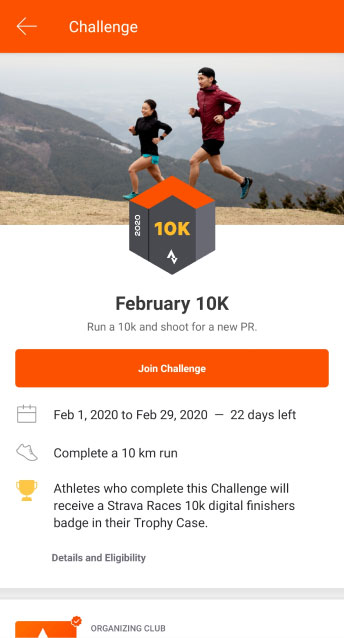 Challenge
2020
10K
February 10K
Run a 10k and shoot for a new PR.
Join Challenge
Feb 1, 2020 to Feb 29, 2020 — 22 days left
Complete a 10 km run
Athletes who complete this Challenge will
receive a Strava Races 10k digital finishers
badge in their Trophy Case.
Details and Eligibility
ORGANIZING CLUB